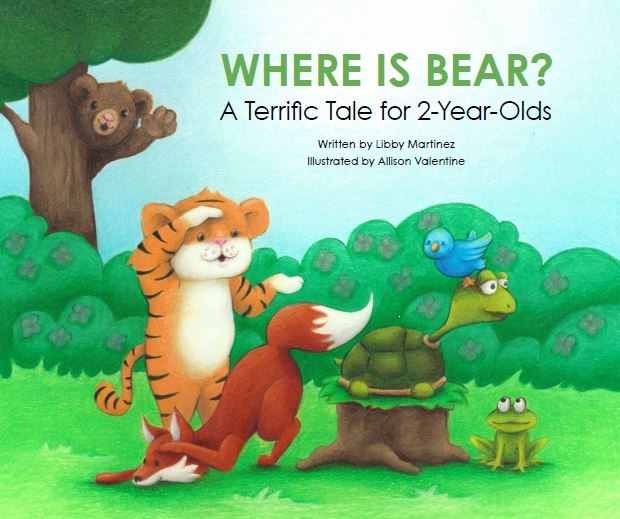 WHERE IS BEAR?
A Terrific Tale for 2-Year-Olds
Written by Libby Martinez
Illustrated by Allison Valentine